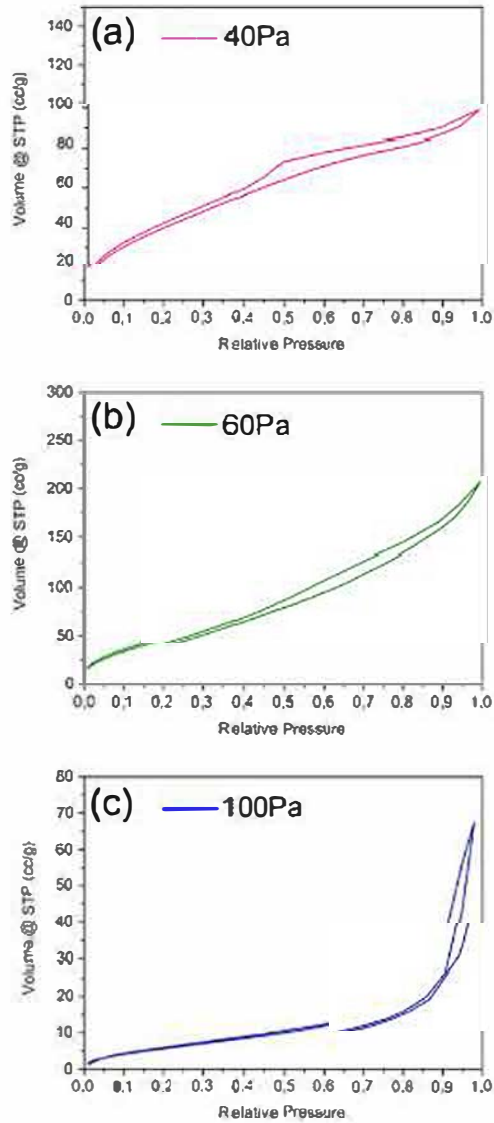 (a) 40Pa
140
120
100
80
60
40
20
0
Volume @ STP (cc/g)
0.0 0,1 0,2 0,3 0,4 0,5 0,6 0,7 0,8 0,9 1.0
Relative Pressure
(b) 60Pa
300
250
200
150
100
50
0
Volume @ STP (cc/g)
0,0 0,1 0,2 0,3 0,4 0,5 0,6 0,7 0,8 0,9 1.0
Relative Pressure
(c) 100Pa
80
70
60
50
40
30
20
10
0
Volume @ STP (cc/g)
0.0 0.1 0.2 0.3 0.4 0.5 0.6 0.7 0.8 0.9 1.0
Relative Pressure